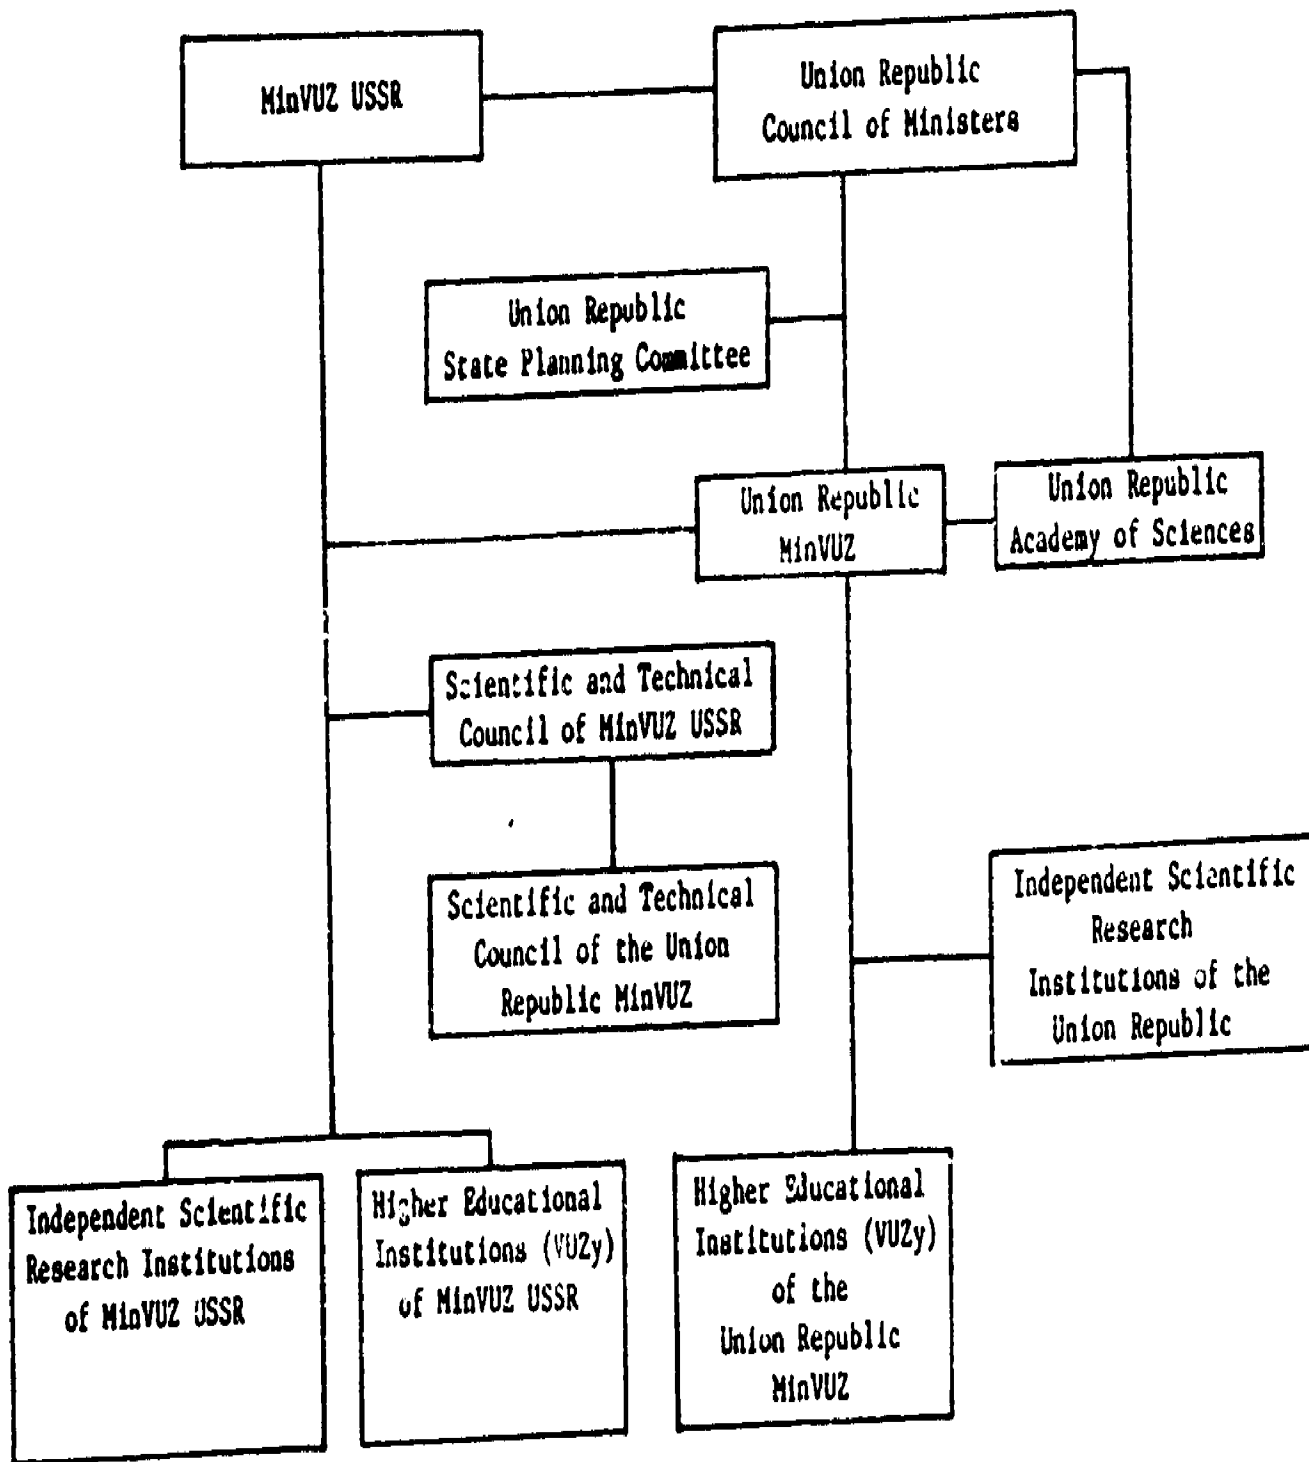 MinVUZ USSR
Union Republic
Council of Ministers
Union Republic
State Planning Committee
Union Republic
MinVUZ
Union Republic
Academy of Sciences
Scientific and Technical
Council of MinVUZ USSR
Scientific and Technical
Council of the Union
Republic MinVUZ
Independent Scientific
Research
Institutions of the
Union Republic
Independent Scientific
Research Institutions
of MinVUZ USSR
Higher Educational
Institutions (VUZy)
of MinVUZ USSR
Higher Educational
Institutions (VUZy)
of the
Union Republic
MinVUZ